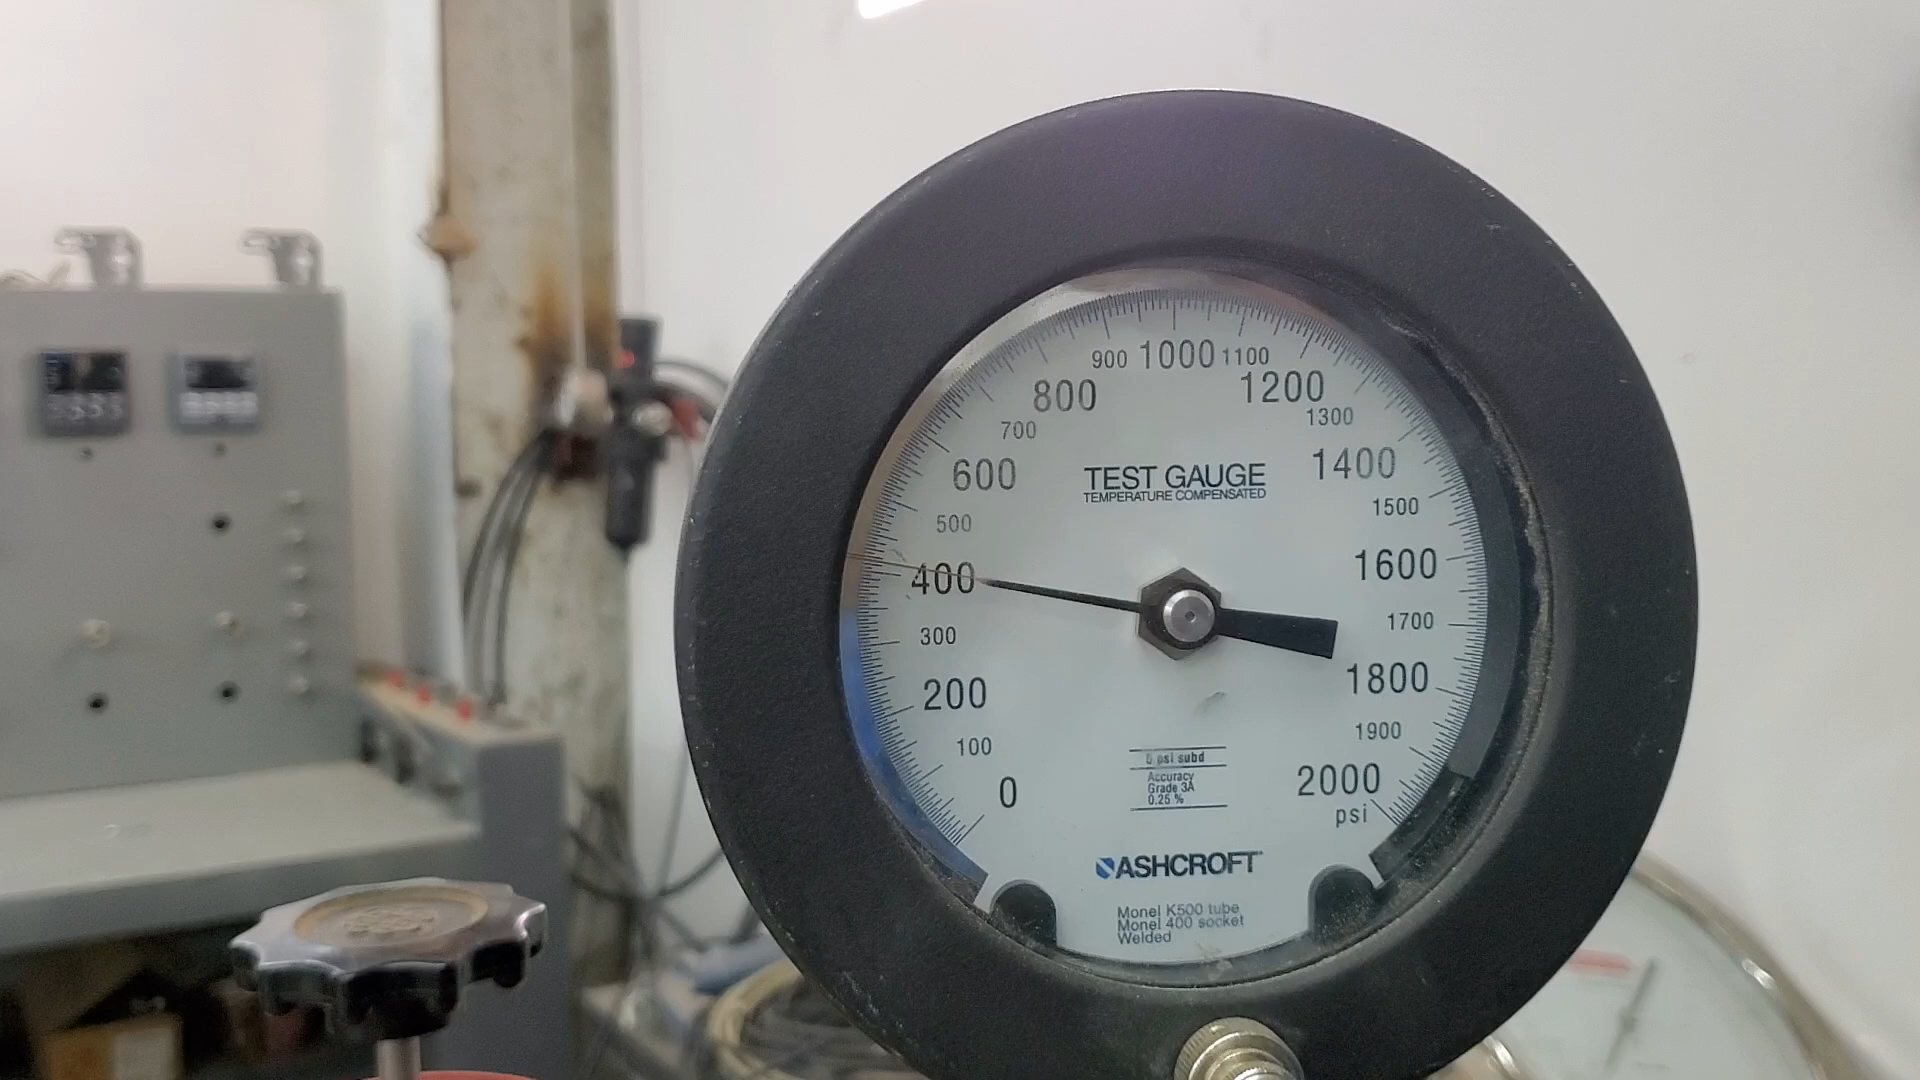 900 1000 1100
800 1200
700 1300
600 1400
TEST GAUGE
TEMPERATURE COMPENSATED
500 1500
400 1600
300 1700
200 1800
100 1900
0 2000
psi
5 psi subd
Accuracy
Grade 3A
0.25 %
ASHCROFT
Monel K500 tube
Monel 400 socket
Welded